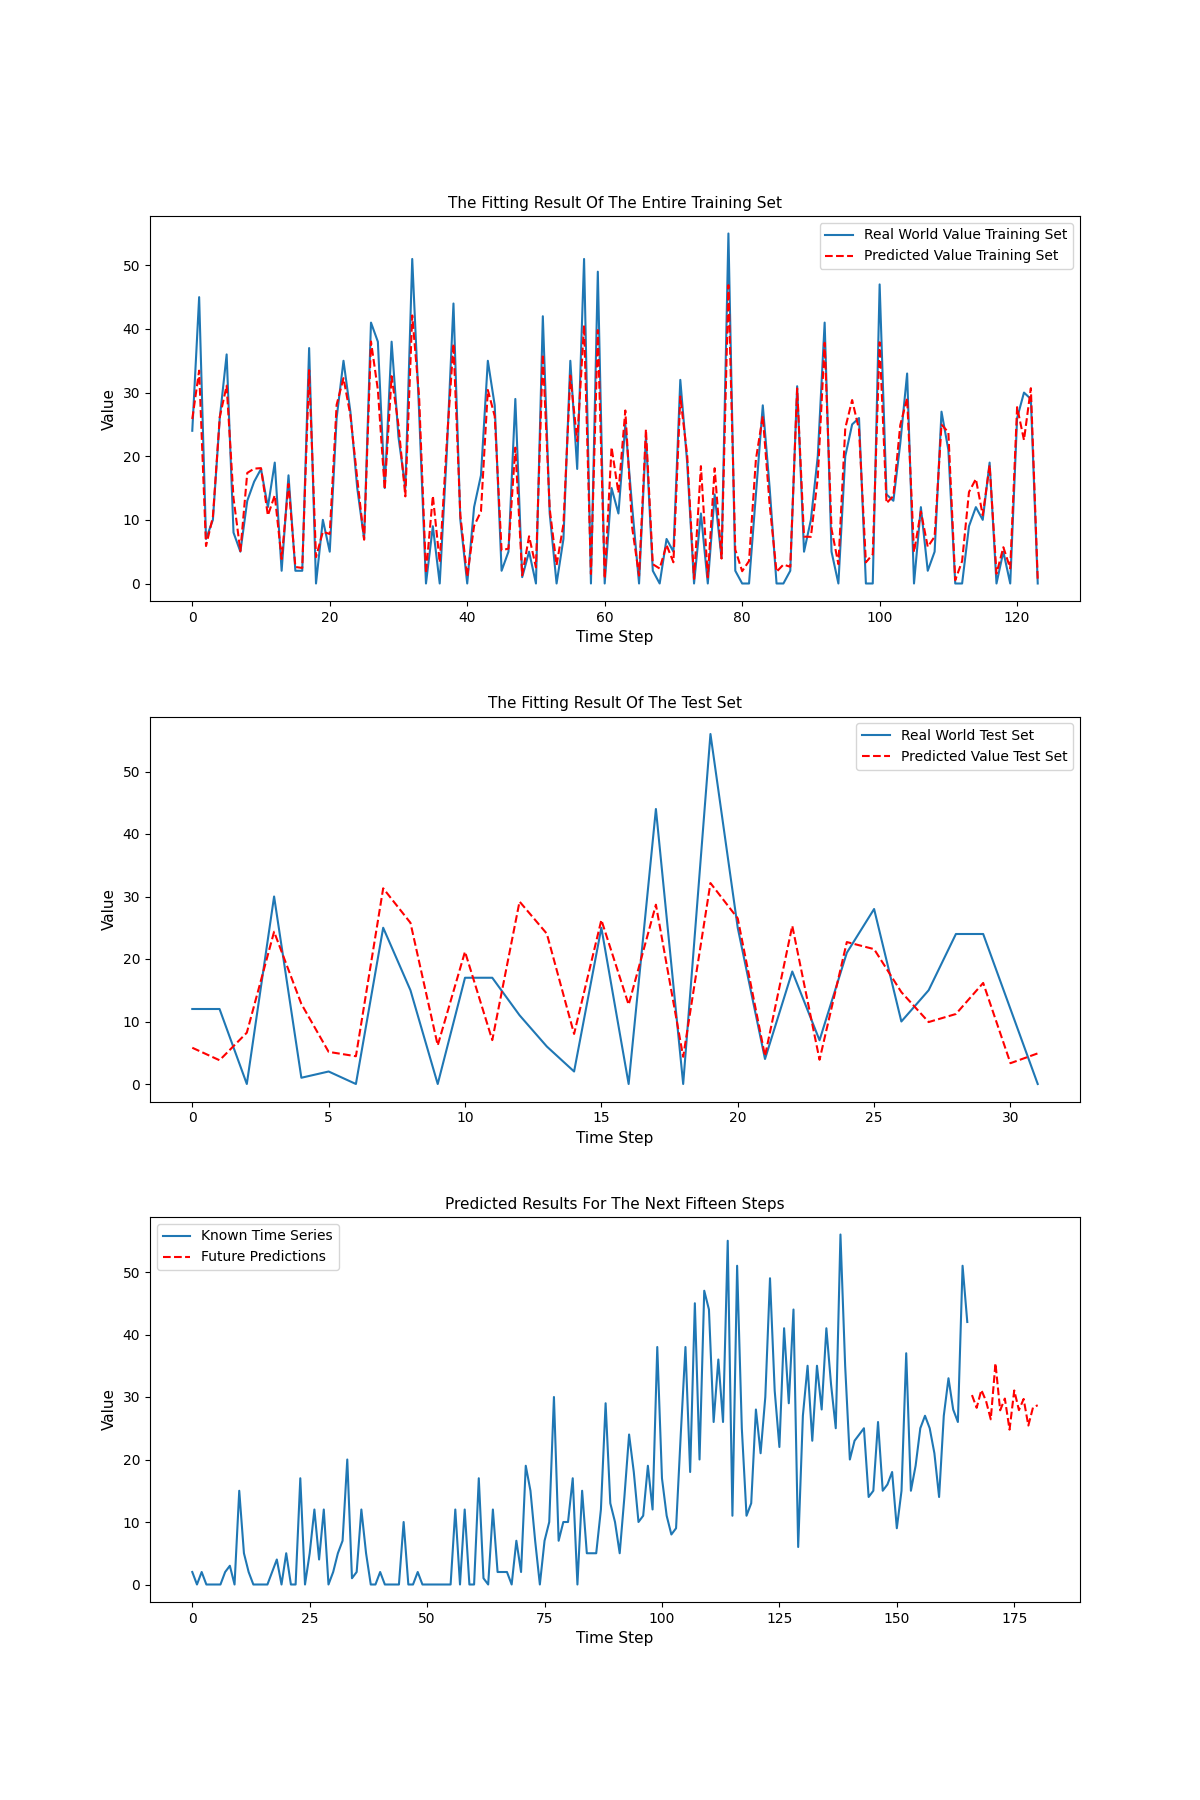 The Fitting Result Of The Entire Training Set
Real World Value Training Set
Predicted Value Training Set
50
40
30
20
10
0
Value
0 20 40 60 80 100 120
Time Step
The Fitting Result Of The Test Set
Real World Test Set
Predicted Value Test Set
50
40
30
20
10
0
Value
0 5 10 15 20 25 30
Time Step
Predicted Results For The Next Fifteen Steps
Known Time Series
Future Predictions
50
40
30
20
10
0
Value
0 25 50 75 100 125 150 175
Time Step